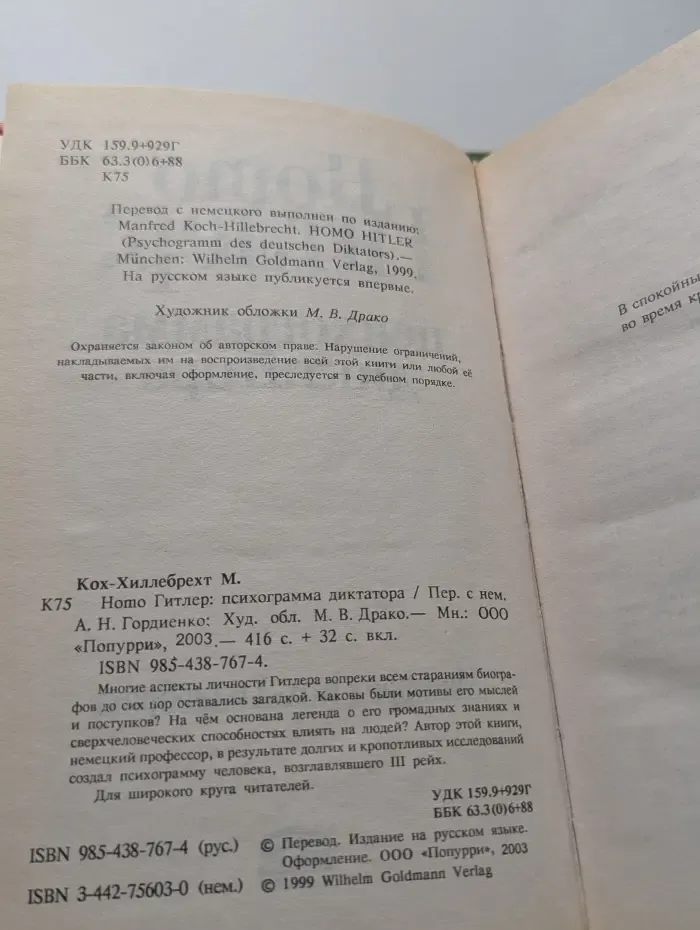 УДК 159.9+929Г
ББК 63.3(0)6+88
К75
Перевод с немецкого выполнен по изданию:
Manfred Koch-Hillebrecht. HOMO HITLER
(Psychogramm des deutschen Diktators).—
München: Wilhelm Goldmann Verlag, 1999.
На русском языке публикуется впервые.
Художник обложки М. В. Драко
Охраняется законом об авторском праве. Нарушение ограничений,
накладываемых им на воспроизведение всей этой книги или любой её
части, включая оформление, преследуется в судебном порядке.
Кох-Хиллебрехт М.
К75 Homo Гитлер: психограмма диктатора / Пер. с нем.
А. Н. Гордиенко: Худ. обл. М. В. Драко.— Мн.: ООО
«Попурри», 2003.— 416 с. + 32 с. вкл.
ISBN 985-438-767-4.
Многие аспекты личности Гитлера вопреки всем стараниям биогра-
фов до сих пор оставались загадкой. Каковы были мотивы его мыслей
и поступков? На чём основана легенда о его громадных знаниях и
сверхчеловеческих способностях влиять на людей? Автор этой книги,
немецкий профессор, в результате долгих и кропотливых исследований
создал психограмму человека, возглавлявшего III рейх.
Для широкого круга читателей.
УДК 159.9+929Г
ББК 63.3(0)6+88
ISBN 985-438-767-4 (рус.) © Перевод. Издание на русском языке.
Оформление. ООО «Попурри», 2003
ISBN 3-442-75603-0 (нем.) © 1999 Wilhelm Goldmann Verlag
В спокойны
во время кр